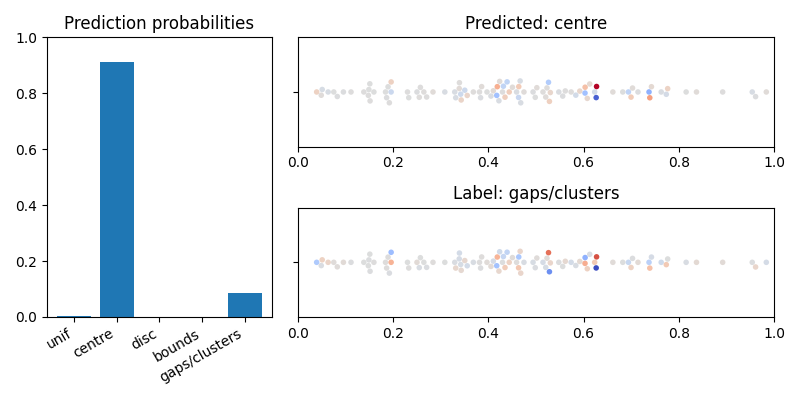 Prediction probabilities
1.0
0.8
0.6
0.4
0.2
0.0
unif
centre
disc
bounds
gaps/clusters
Predicted: centre
0.0 0.2 0.4 0.6 0.8 1.0
Label: gaps/clusters
0.0 0.2 0.4 0.6 0.8 1.0